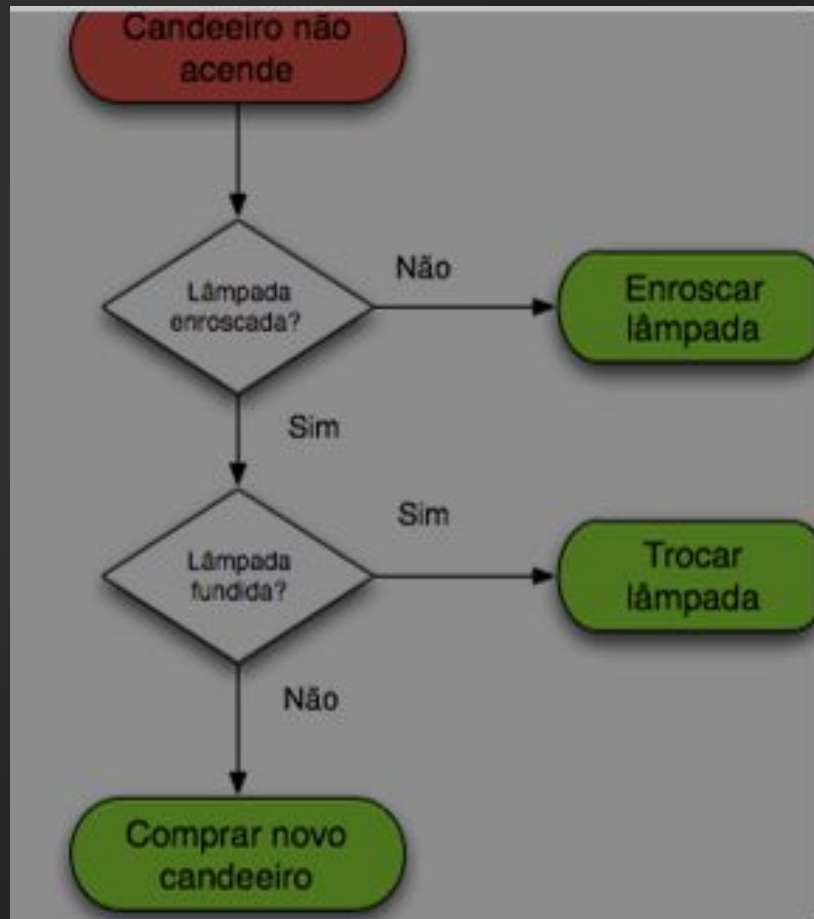 Candeeiro não
acende
Lâmpada
enroscada?
Não
Enroscar
lâmpada
Sim
Lâmpada
fundida?
Sim
Trocar
lâmpada
Não
Comprar novo
candeeiro